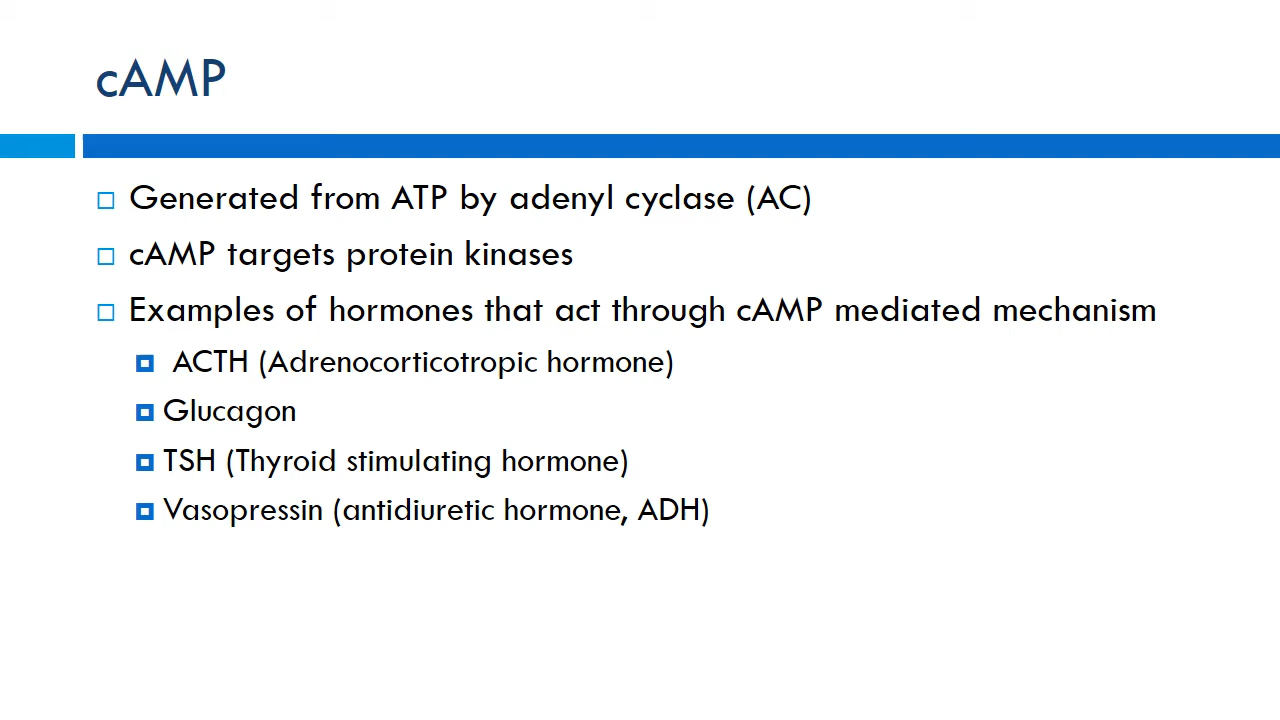 cAMP
Generated from ATP by adenyl cyclase (AC)
cAMP targets protein kinases
Examples of hormones that act through cAMP mediated mechanism
ACTH (Adrenocorticotropic hormone)
Glucagon
TSH (Thyroid stimulating hormone)
Vasopressin (antidiuretic hormone, ADH)